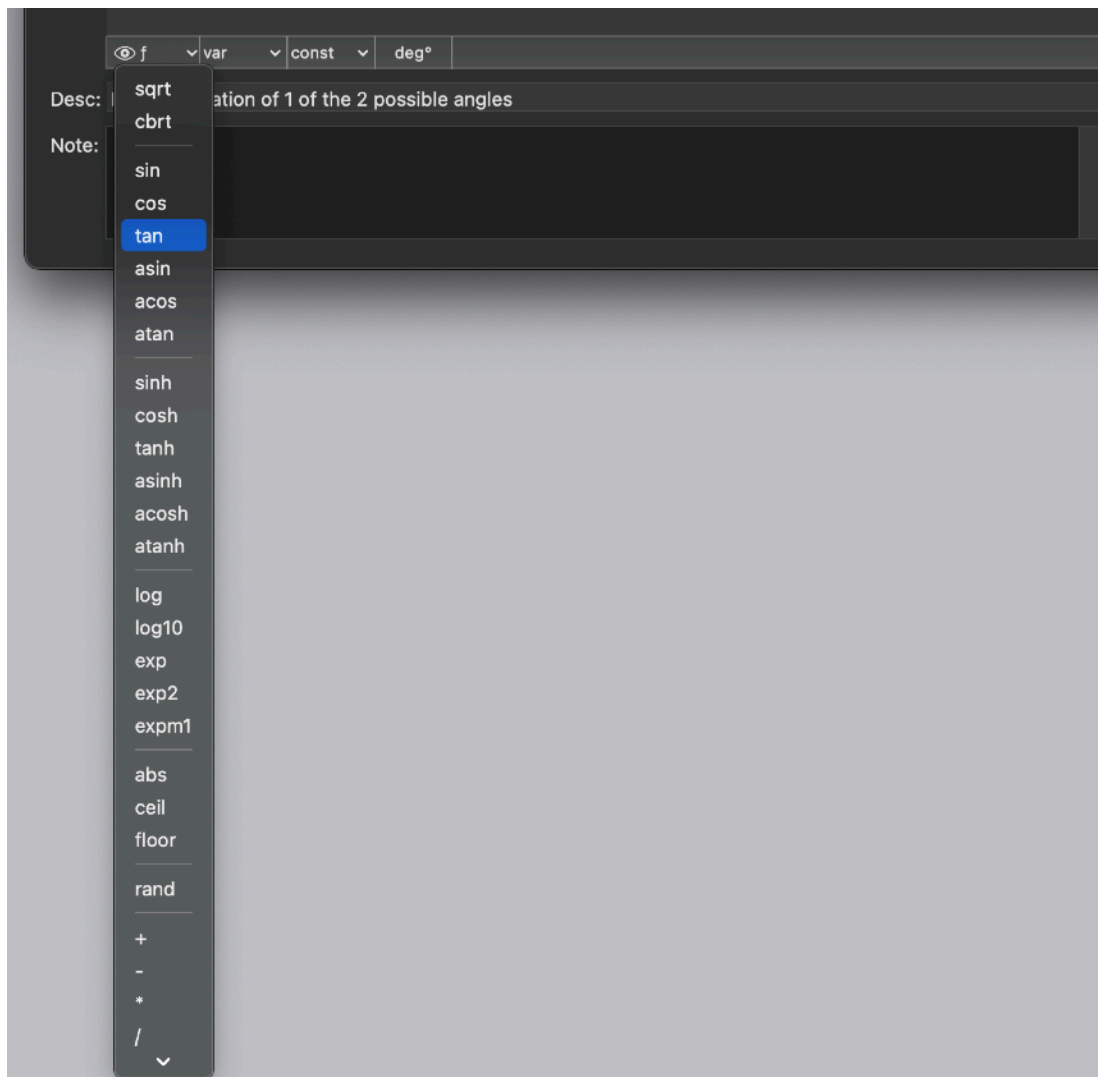 ƒ var const deg°
Desc: ation of 1 of the 2 possible angles
Note:
sqrt
cbrt
sin
cos
tan
asin
acos
atan
sinh
cosh
tanh
asinh
acosh
atanh
log
log10
exp
exp2
expm1
abs
ceil
floor
rand
+
-
*
/